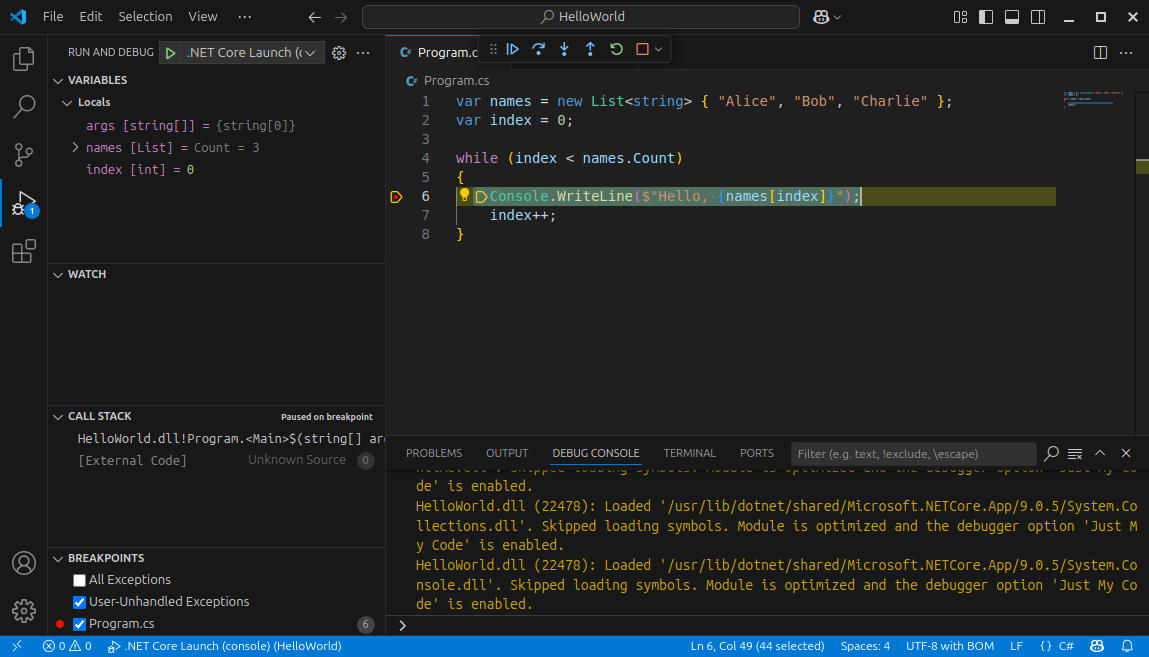 File Edit Selection View ··· HelloWorld
RUN AND DEBUG .NET Core Launch (c
VARIABLES
Locals
args [string[]] = {string[0]}
names [List] = Count = 3
index [int] = 0
WATCH
CALL STACK Paused on breakpoint
HelloWorld.dll!Program.<Main>$(string[] ar
[External Code] Unknown Source 0
BREAKPOINTS
All Exceptions
User-Unhandled Exceptions
Program.cs 6
1
Program.c
Program.cs
1 var names = new List<string> { "Alice", "Bob", "Charlie" };
2 var index = 0;
3
4 while (index < names.Count)
5 {
6 Console.WriteLine($"Hello, {names[index]}");
7 index++;
8 }
PROBLEMS OUTPUT DEBUG CONSOLE TERMINAL PORTS Filter (e.g. text, !exclude, \escape)
de' is enabled.
HelloWorld.dll (22478): Loaded '/usr/lib/dotnet/shared/Microsoft.NETCore.App/9.0.5/System.Co
llections.dll'. Skipped loading symbols. Module is optimized and the debugger option 'Just M
y Code' is enabled.
HelloWorld.dll (22478): Loaded '/usr/lib/dotnet/shared/Microsoft.NETCore.App/9.0.5/System.Co
nsole.dll'. Skipped loading symbols. Module is optimized and the debugger option 'Just My Co
de' is enabled.
0 0 .NET Core Launch (console) (HelloWorld) Ln 6, Col 49 (44 selected) Spaces: 4 UTF-8 with BOM LF {} C#